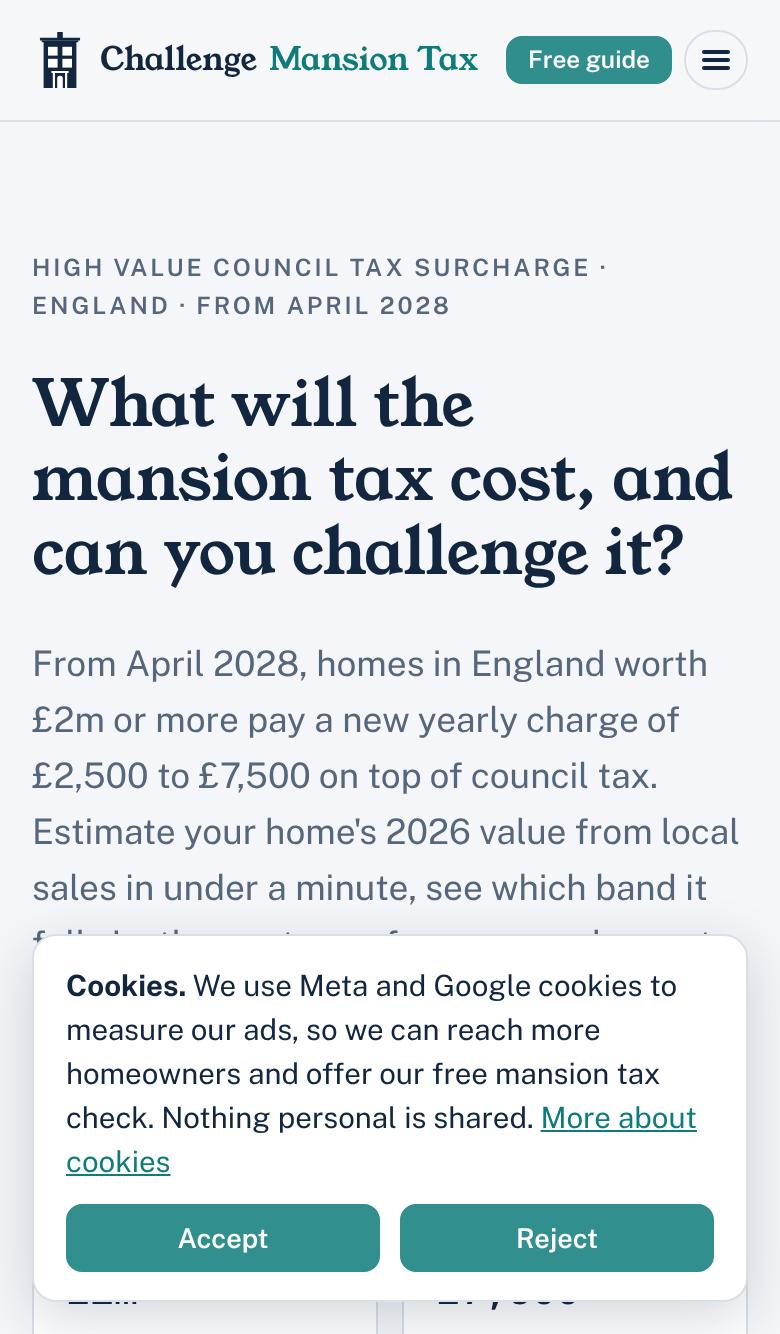 Challenge Mansion Tax
Free guide
HIGH VALUE COUNCIL TAX SURCHARGE ·
ENGLAND · FROM APRIL 2028
What will the
mansion tax cost, and
can you challenge it?
From April 2028, homes in England worth
£2m or more pay a new yearly charge of
£2,500 to £7,500 on top of council tax.
Estimate your home's 2026 value from local
sales in under a minute, see which band it
Cookies. We use Meta and Google cookies to
measure our ads, so we can reach more
homeowners and offer our free mansion tax
check. Nothing personal is shared. More about
cookies
Accept
Reject